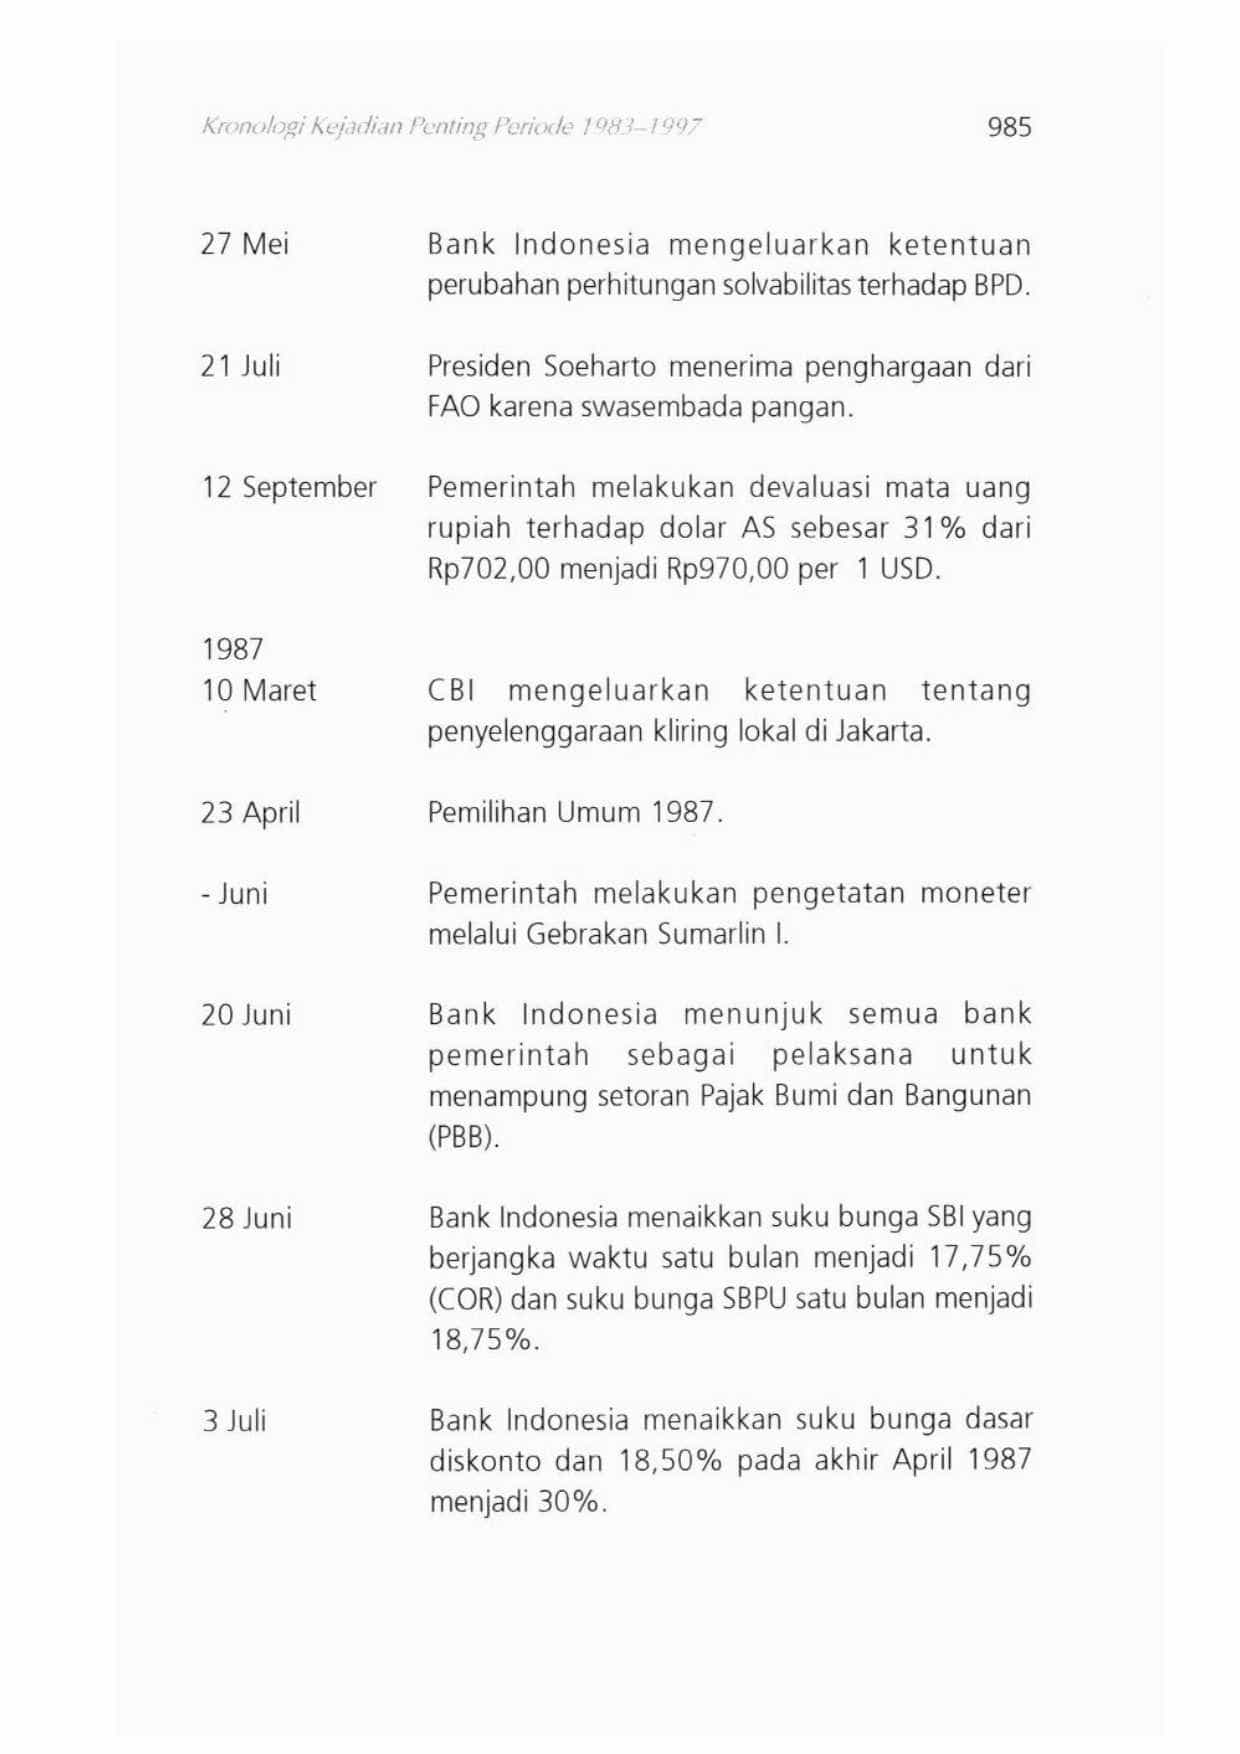 Kronologi Kejadian Penting Periode 1983–1997 985
27 Mei Bank Indonesia mengeluarkan ketentuan
perubahan perhitungan solvabilitas terhadap BPD.
21 Juli Presiden Soeharto menerima penghargaan dari
FAO karena swasembada pangan.
12 September Pemerintah melakukan devaluasi mata uang
rupiah terhadap dolar AS sebesar 31% dari
Rp702,00 menjadi Rp970,00 per 1 USD.
1987
10 Maret CBI mengeluarkan ketentuan tentang
penyelenggaraan kliring lokal di Jakarta.
23 April Pemilihan Umum 1987.
- Juni Pemerintah melakukan pengetatan moneter
melalui Gebrakan Sumarlin I.
20 Juni Bank Indonesia menunjuk semua bank
pemerintah sebagai pelaksana untuk
menampung setoran Pajak Bumi dan Bangunan
(PBB).
28 Juni Bank Indonesia menaikkan suku bunga SBI yang
berjangka waktu satu bulan menjadi 17,75%
(COR) dan suku bunga SBPU satu bulan menjadi
18,75%.
3 Juli Bank Indonesia menaikkan suku bunga dasar
diskonto dan 18,50% pada akhir April 1987
menjadi 30%.